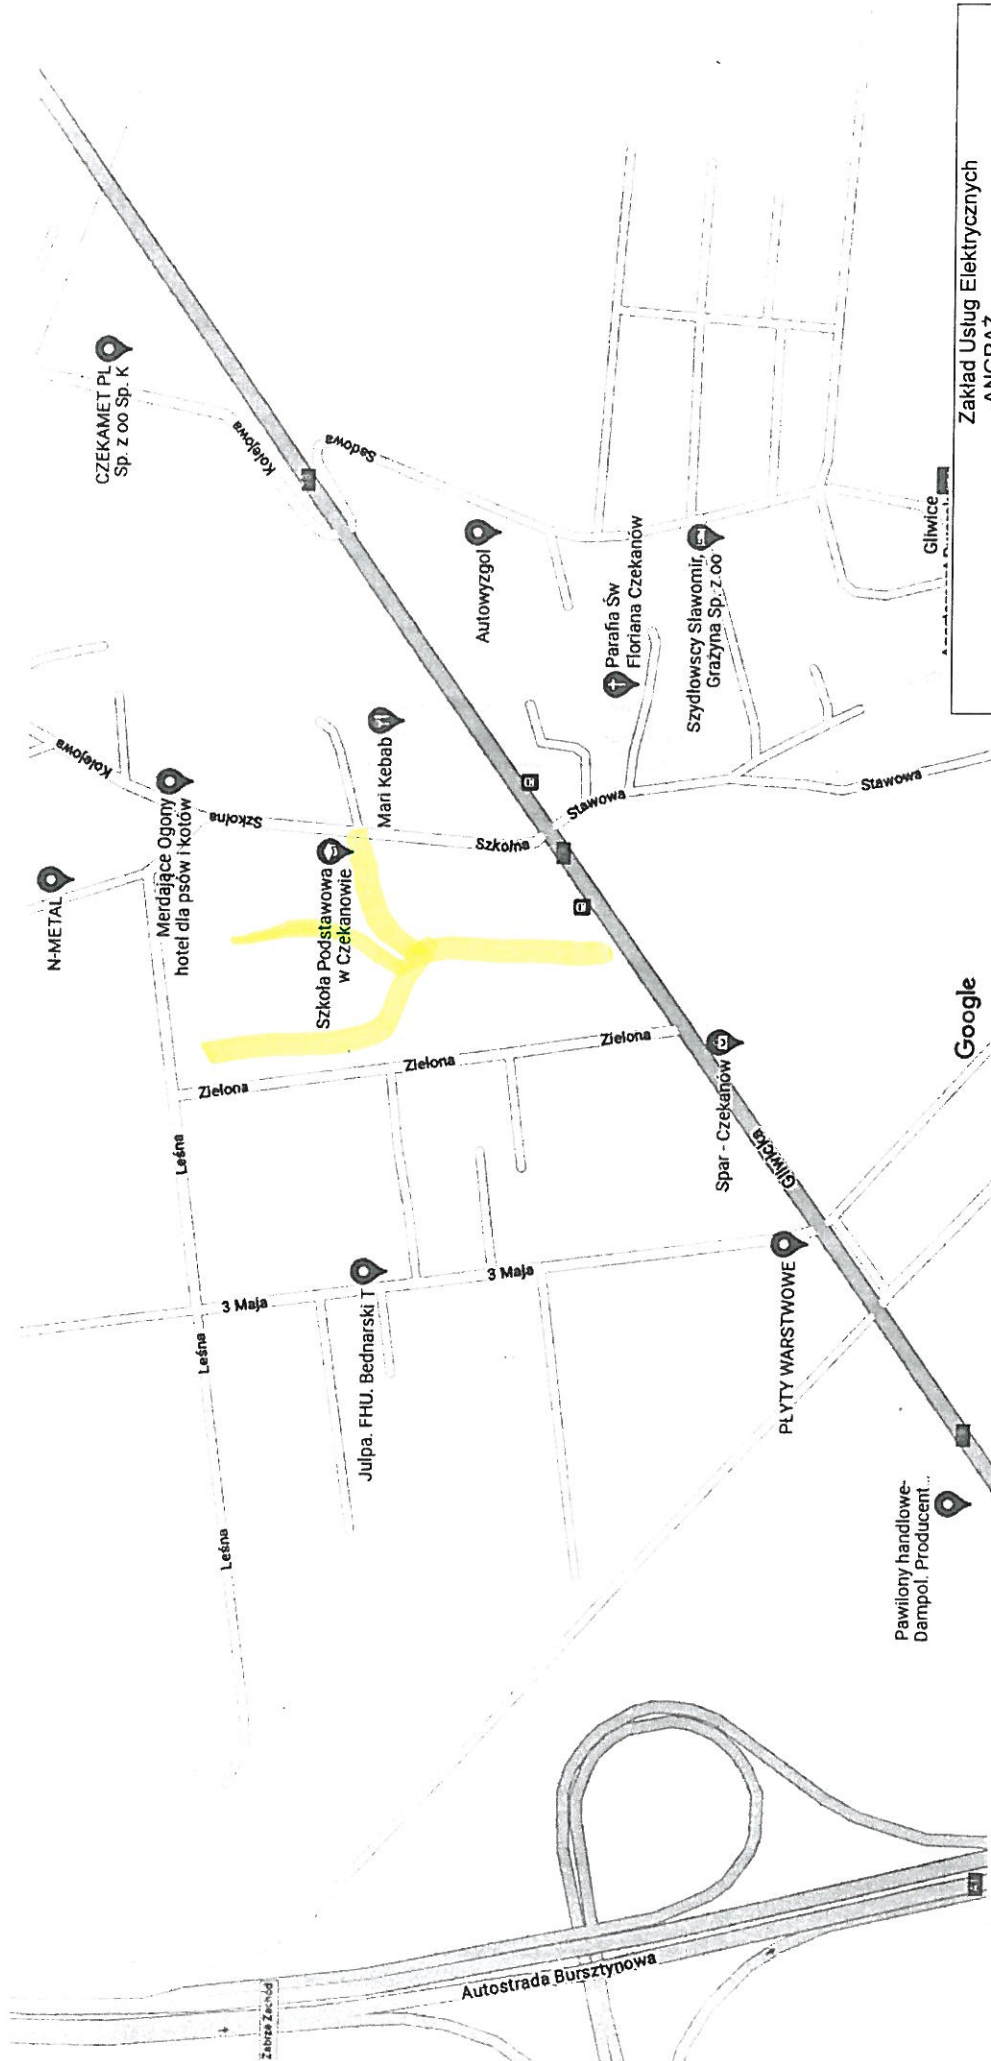 Zabrze Zachód
Autostrada Bursztynowa
Leśna
Leśna
Leśna
3 Maja
3 Maja
Julpa. FHU. Bednarski T
PŁYTY WARSTWOWE
Pawilony handlowe-
Dampol. Producent...
Gliwicka
Spar - Czekanów
Zielona
Zielona
Zielona
N-METAL
Merdające Ogony
hotel dla psów i kotów
Szkoła Podstawowa
w Czekanowie
Mari Kebab
Szkolna
Szkolna
Kolejowa
Kolejowa
CZEKAMET PL
Sp. z oo Sp. K
Sadowa
Autowyzgol
Parafia Św
Floriana Czekanów
Szydłowscy Sławomir,
Grażyna Sp. z.oo
Stawowa
Stawowa
Gliwice
Google
Zakład Usług Elektrycznych